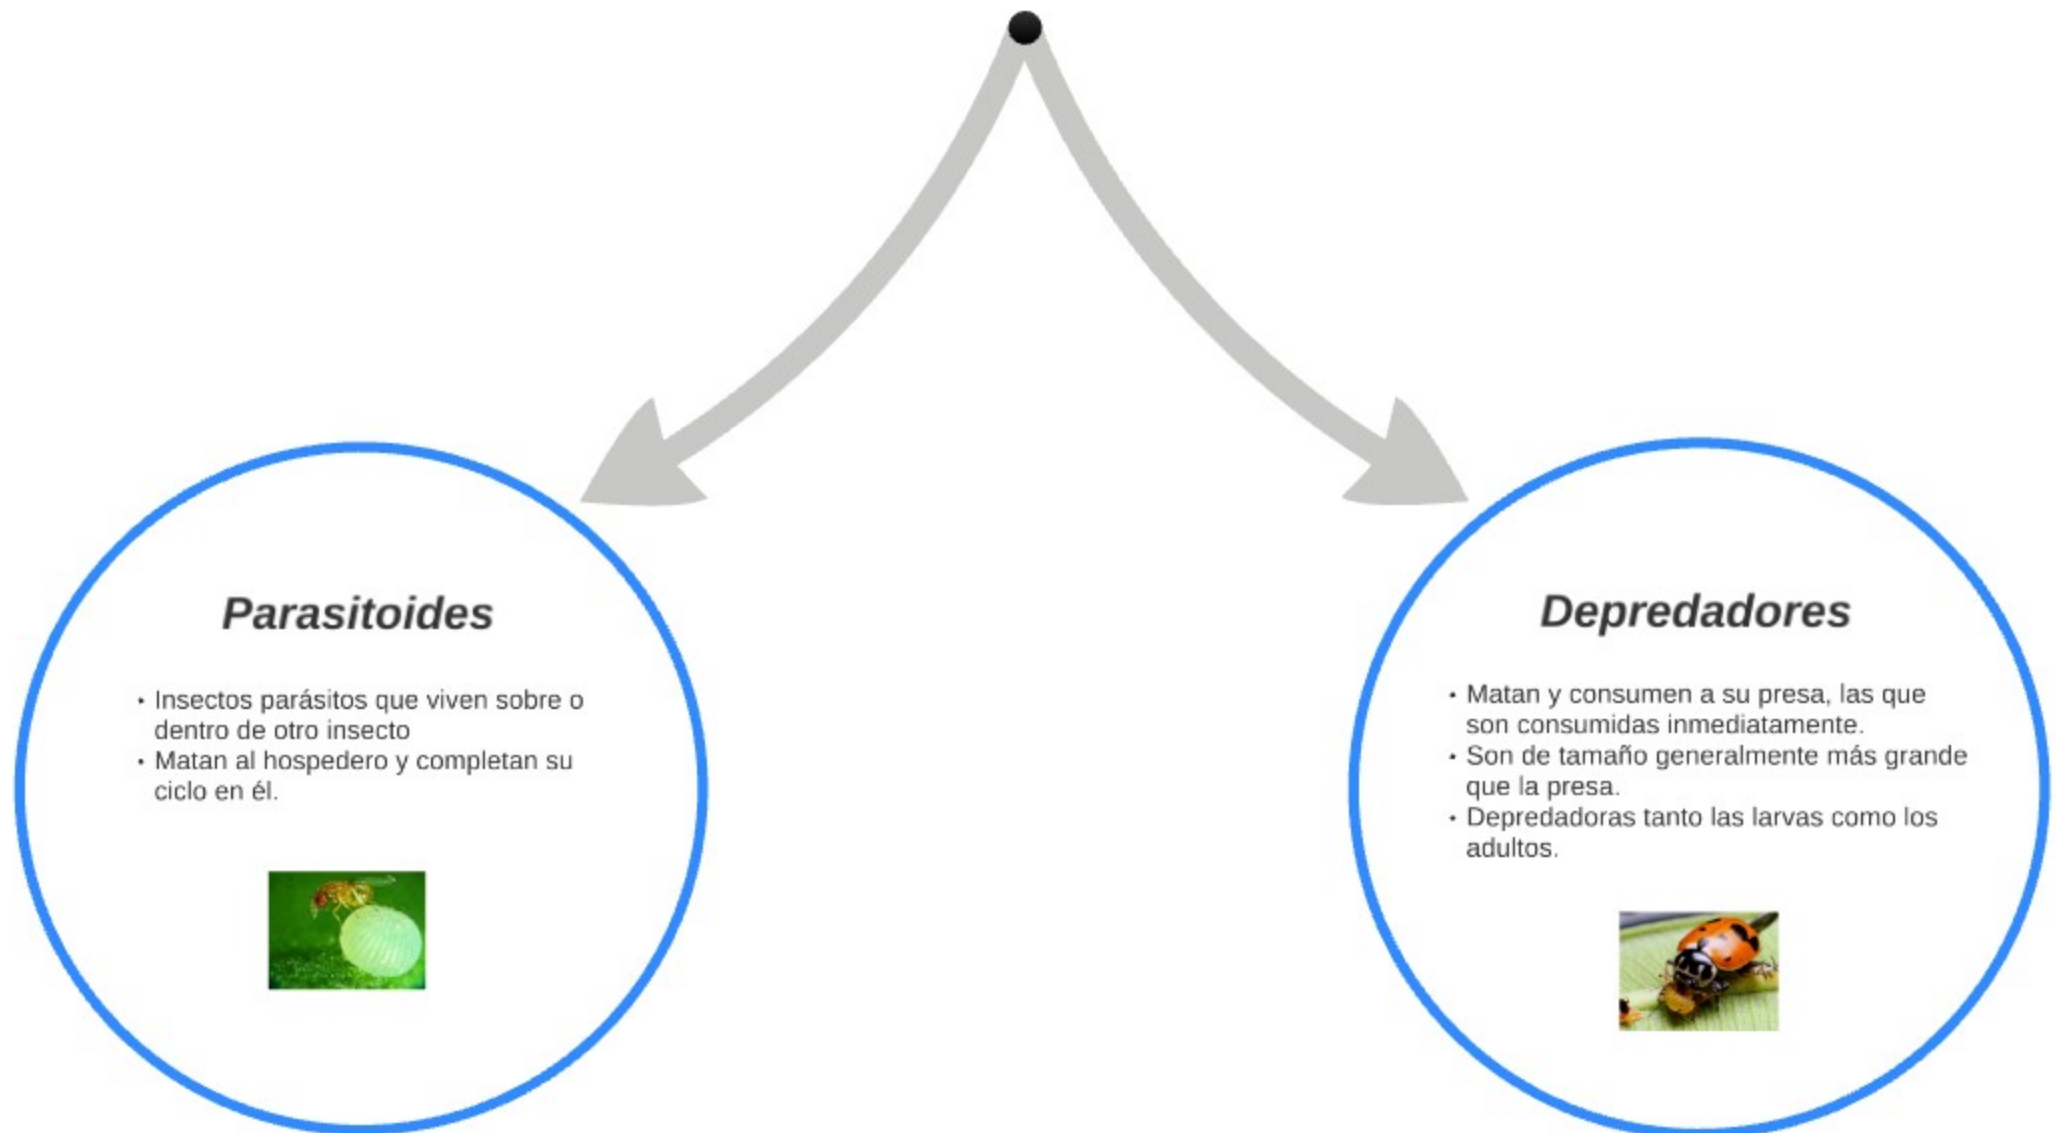 Parasitoides
• Insectos parásitos que viven sobre o
dentro de otro insecto
• Matan al hospedero y completan su
ciclo en él.
Depredadores
• Matan y consumen a su presa, las que
son consumidas inmediatamente.
• Son de tamaño generalmente más grande
que la presa.
• Depredadoras tanto las larvas como los
adultos.